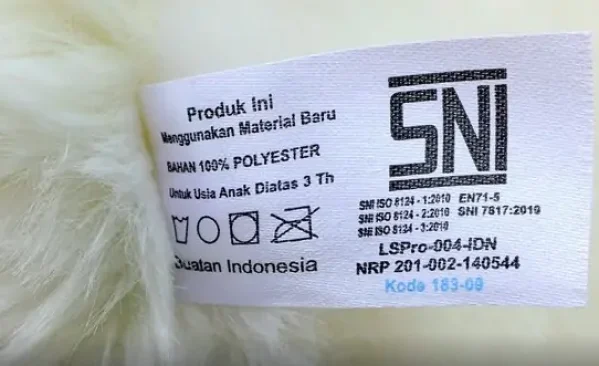 Produk Ini
Menggunakan Material Baru
BAHAN 100% POLYESTER
Untuk Usia Anak Diatas 3 Th
Buatan Indonesia
SNI
SNI ISO 8124 - 1:2010 EN71-5
SNI ISO 8124 - 2:2010 SNI 7617:2010
SNI ISO 8124 - 3:2010
LSPro-004-IDN
NRP 201-002-140544
Kode 183-09